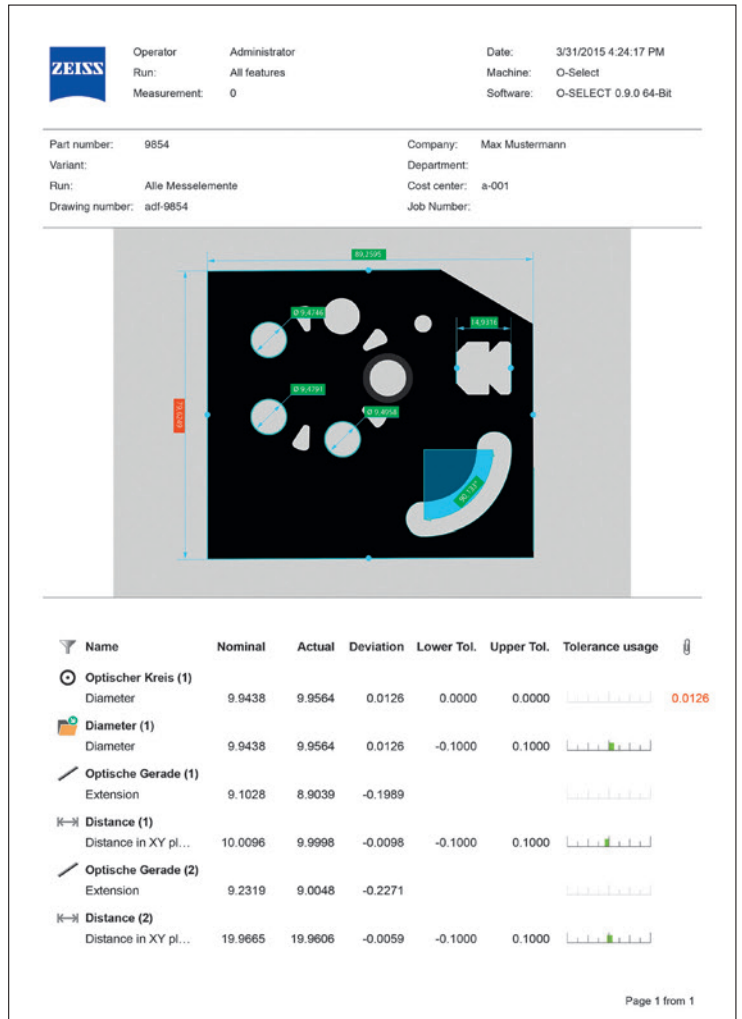 ZEISS
Operator Administrator Date: 3/31/2015 4:24:17 PM
Run: All features Machine: O-Select
Measurement: 0 Software: O-SELECT 0.9.0 64-Bit
Part number: 9854 Company: Max Mustermann
Variant: Department:
Run: Alle Messelemente Cost center: a-001
Drawing number: adf-9854 Job Number:
89,2595
Ø 9,4746
14,9316
Ø 9,4791
79,6249
Ø 9,4958
90,133°
Name Nominal Actual Deviation Lower Tol. Upper Tol. Tolerance usage
Optischer Kreis (1)
Diameter 9.9438 9.9564 0.0126 0.0000 0.0000 0.0126
Diameter (1)
Diameter 9.9438 9.9564 0.0126 -0.1000 0.1000
Optische Gerade (1)
Extension 9.1028 8.9039 -0.1989
Distance (1)
Distance in XY pl... 10.0096 9.9998 -0.0098 -0.1000 0.1000
Optische Gerade (2)
Extension 9.2319 9.0048 -0.2271
Distance (2)
Distance in XY pl... 19.9665 19.9606 -0.0059 -0.1000 0.1000
Page 1 from 1